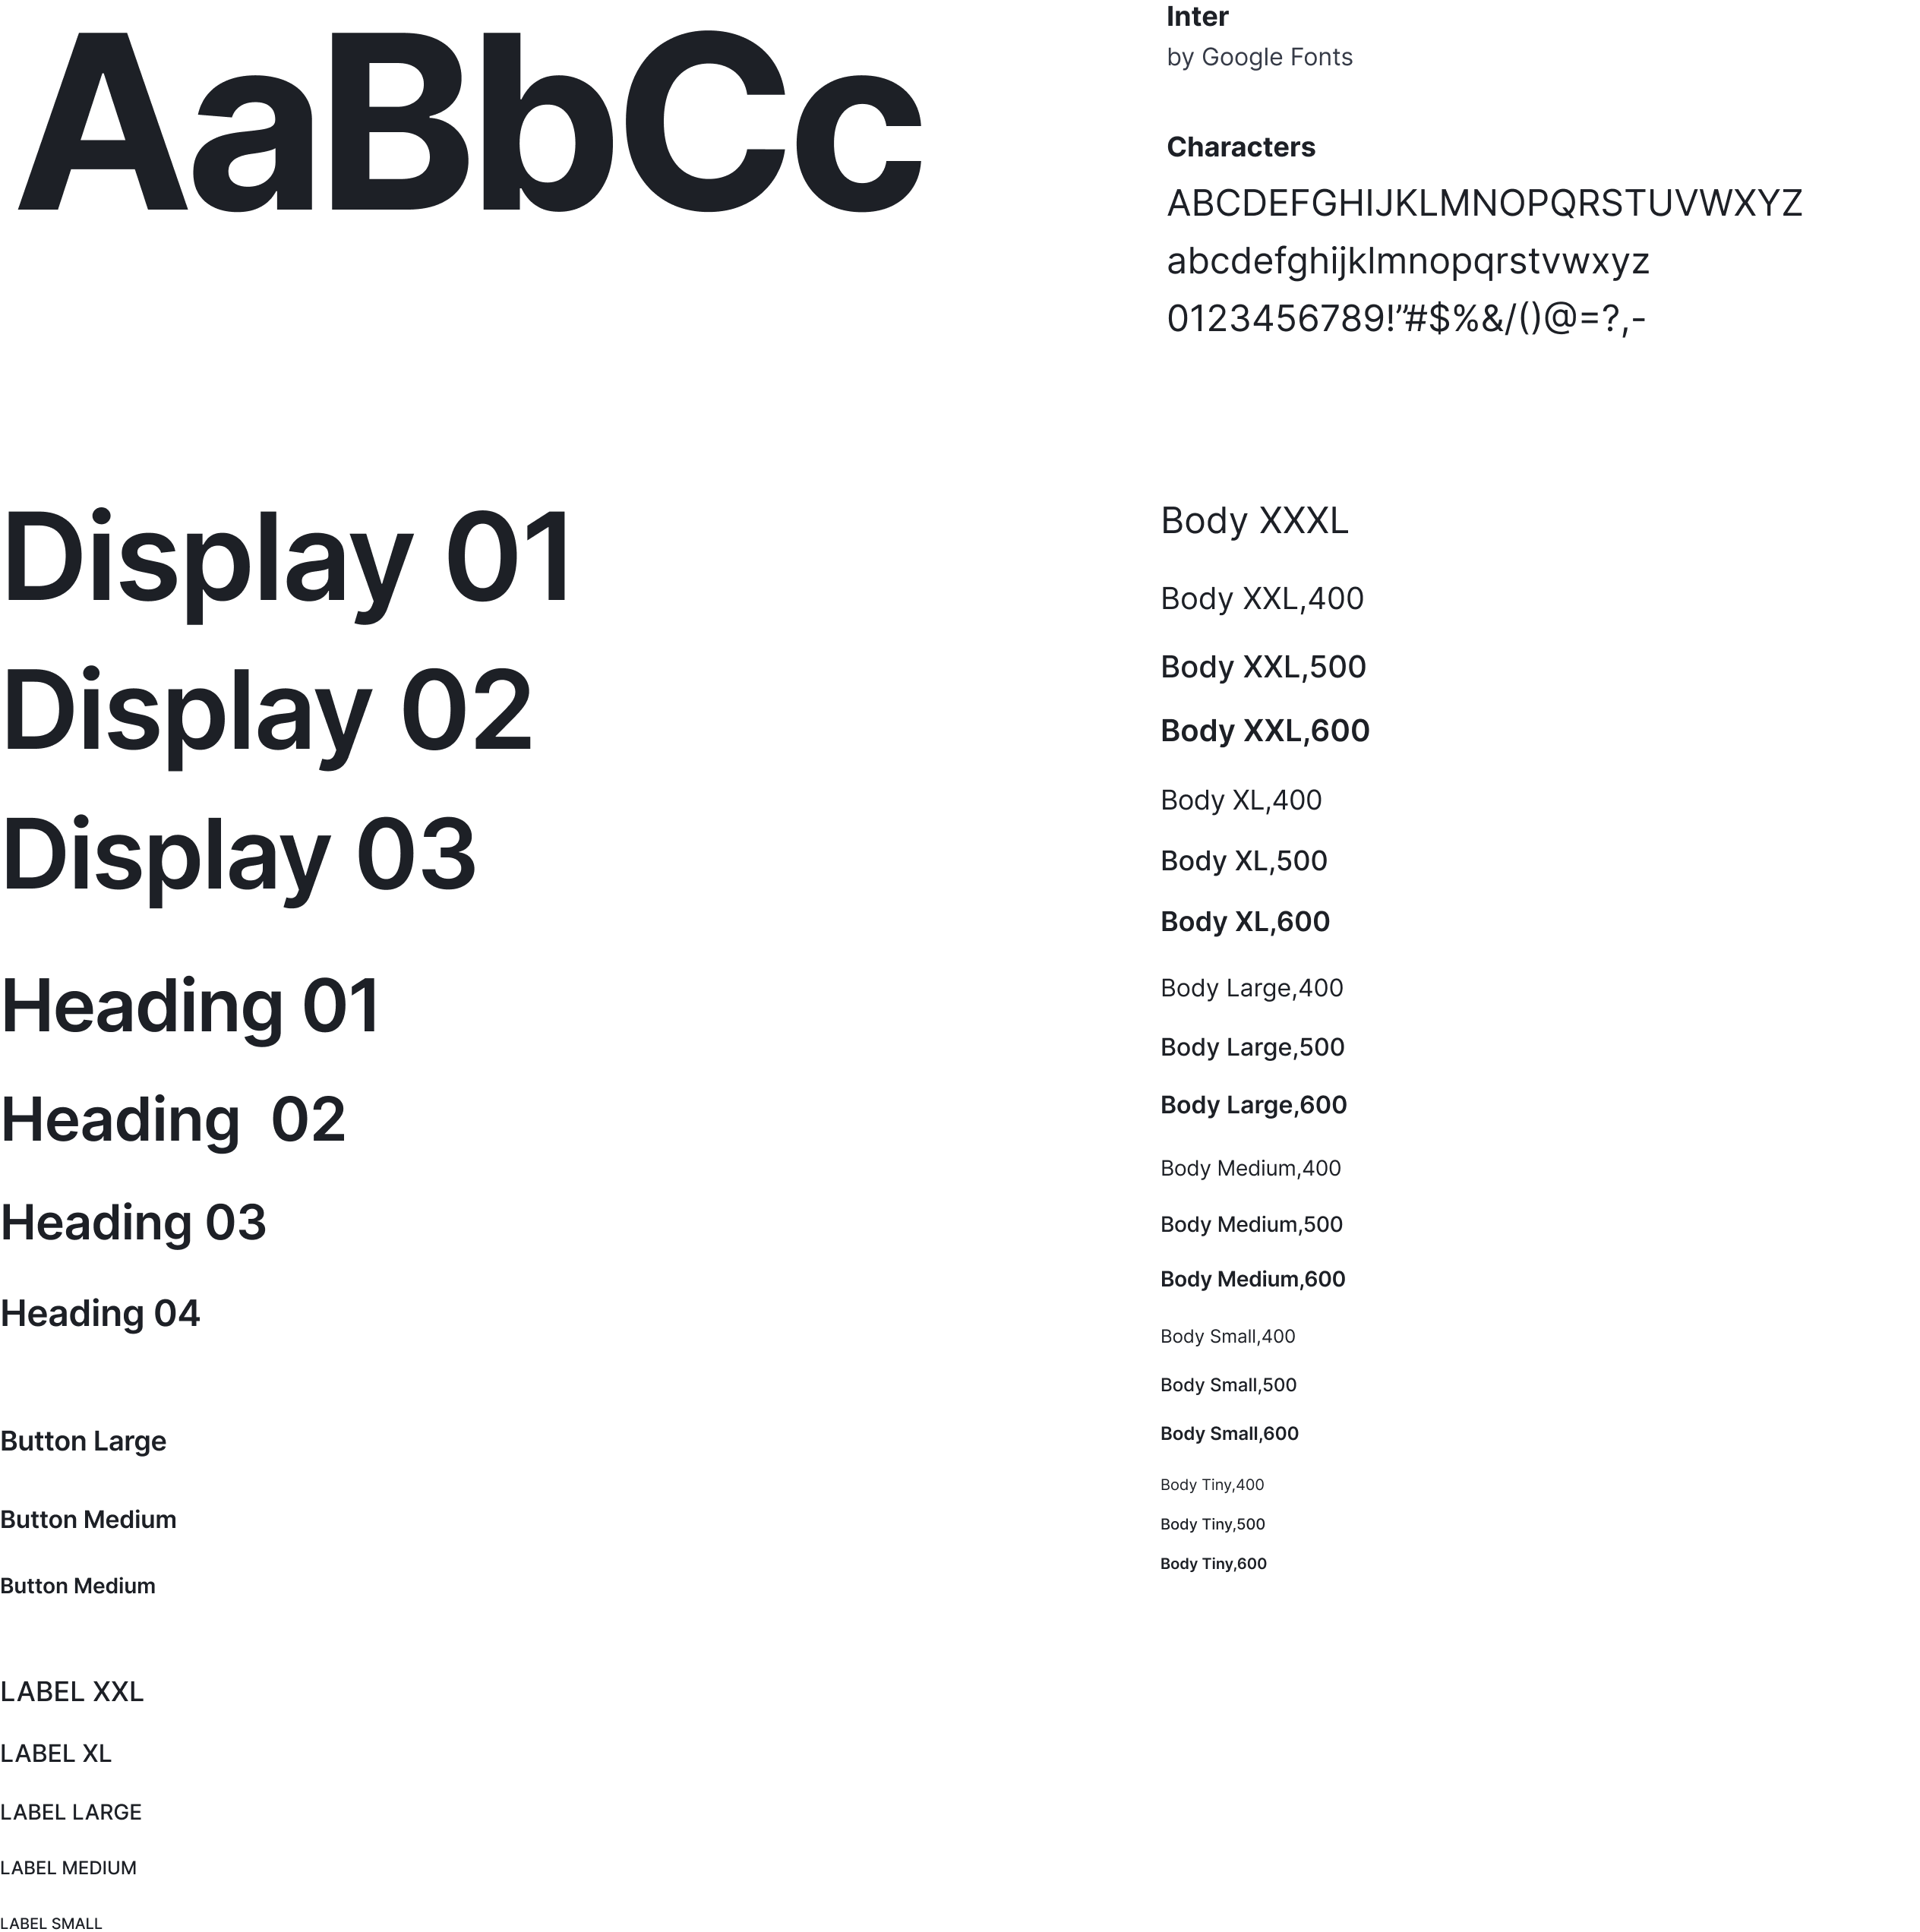 AaBbCc
Inter
by Google Fonts
Characters
ABCDEFGHIJKLMNOPQRSTUVWXYZ
abcdefghijklmnopqrstvwxyz
0123456789!”#$%&/()@=?,-
Display 01
Display 02
Display 03
Heading 01
Heading  02
Heading 03
Heading 04
Button Large
Button Medium
Button Medium
LABEL XXL
LABEL XL
LABEL LARGE
LABEL MEDIUM
LABEL SMALL
Body XXXL
Body XXL,400
Body XXL,500
Body XXL,600
Body XL,400
Body XL,500
Body XL,600
Body Large,400
Body Large,500
Body Large,600
Body Medium,400
Body Medium,500
Body Medium,600
Body Small,400
Body Small,500
Body Small,600
Body Tiny,400
Body Tiny,500
Body Tiny,600